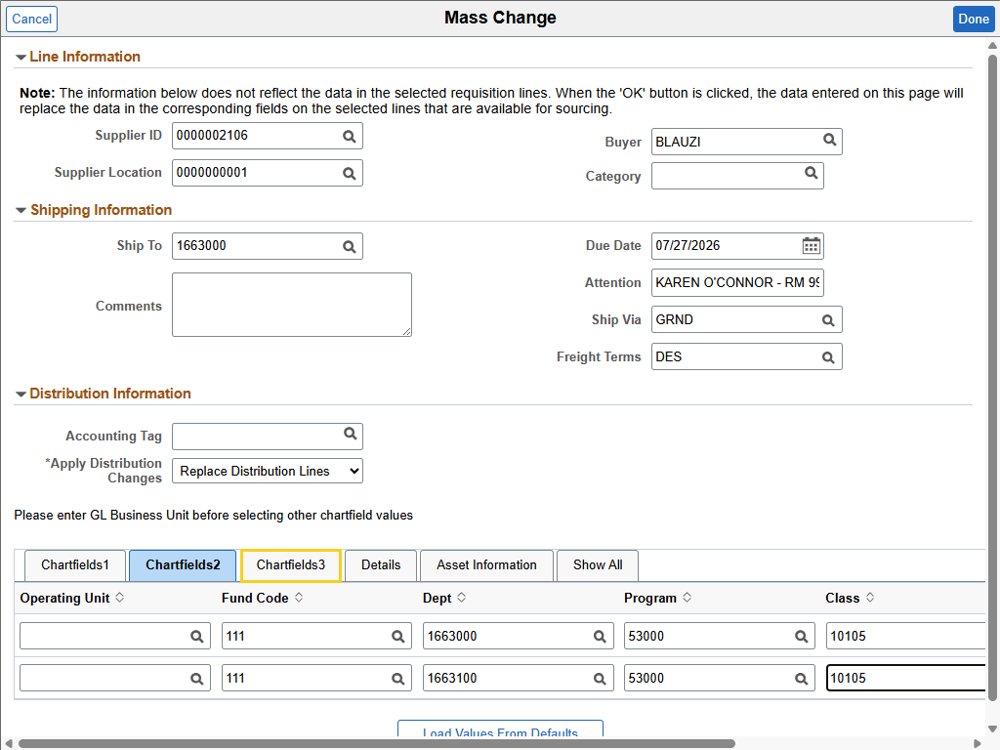 Cancel
Mass Change
Done
Line Information
Note: The information below does not reflect the data in the selected requisition lines. When the 'OK' button is clicked, the data entered on this page will
replace the data in the corresponding fields on the selected lines that are available for sourcing.
Supplier ID 0000002106
Buyer BLAUZI
Supplier Location 0000000001
Category
Shipping Information
Ship To 1663000
Due Date 07/27/2026
Attention KAREN O'CONNOR - RM 99
Comments
Ship Via GRND
Freight Terms DES
Distribution Information
Accounting Tag
*Apply Distribution
Changes
Replace Distribution Lines
Please enter GL Business Unit before selecting other chartfield values
Chartfields1 Chartfields2 Chartfields3 Details Asset Information Show All
Operating Unit Fund Code Dept Program Class
111 1663000 53000 10105
111 1663100 53000 10105
Load Values From Defaults